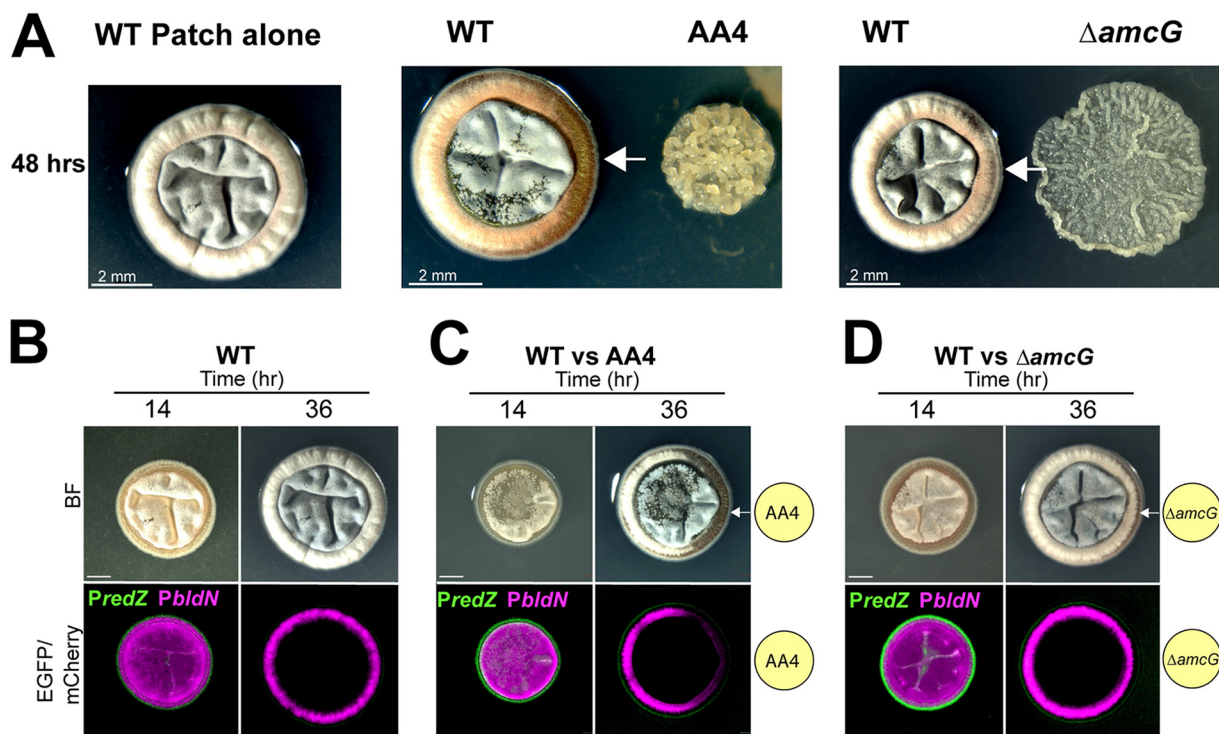 A
WT Patch alone
WT
AA4
WT
ΔamcG
48 hrs
2 mm
2 mm
2 mm
B
WT
Time (hr)
14
36
C
WT vs AA4
Time (hr)
14
36
D
WT vs ΔamcG
Time (hr)
14
36
BF
AA4
ΔamcG
EGFP/
mCherry
PredZ PbldN
PredZ PbldN
AA4
PredZ PbldN
ΔamcG